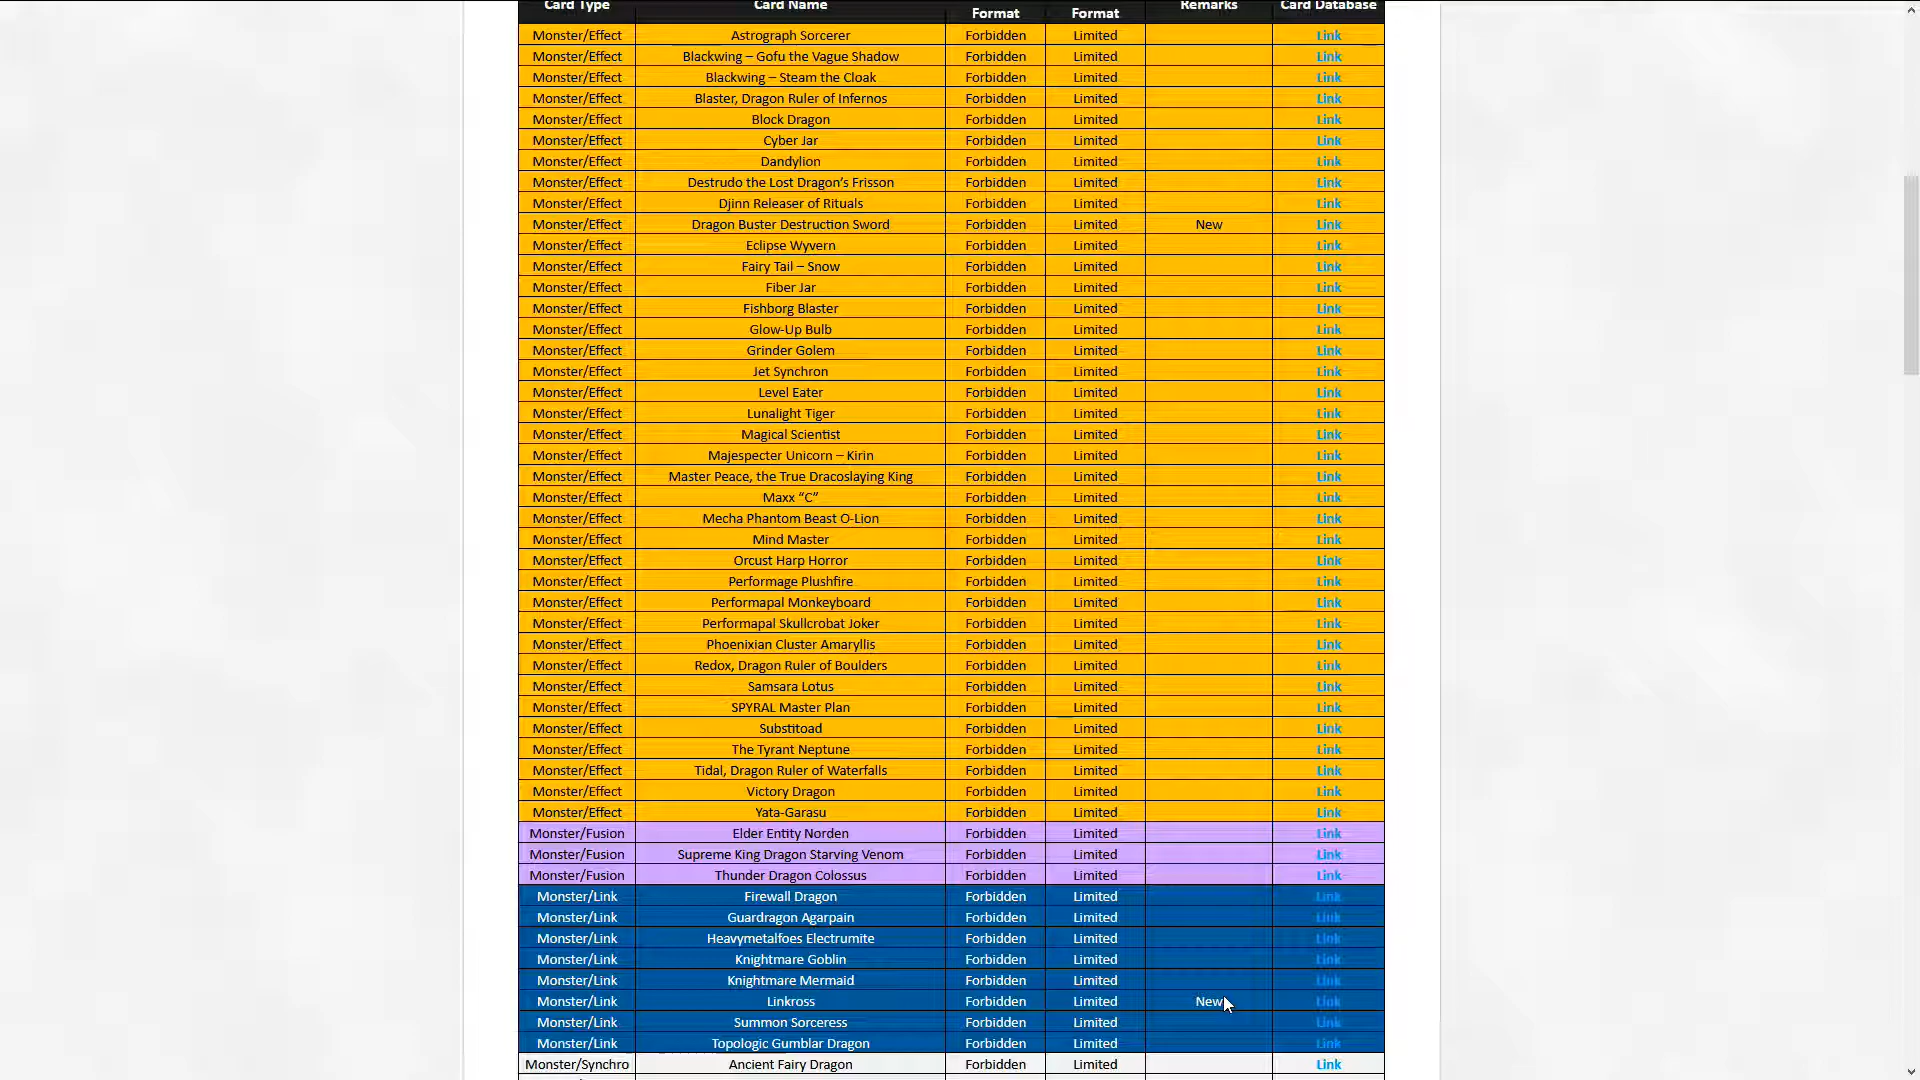 Card Type Card Name Format Format Remarks Card Database
Monster/Effect Astrograph Sorcerer Forbidden Limited Link
Monster/Effect Blackwing – Gofu the Vague Shadow Forbidden Limited Link
Monster/Effect Blackwing – Steam the Cloak Forbidden Limited Link
Monster/Effect Blaster, Dragon Ruler of Infernos Forbidden Limited Link
Monster/Effect Block Dragon Forbidden Limited Link
Monster/Effect Cyber Jar Forbidden Limited Link
Monster/Effect Dandylion Forbidden Limited Link
Monster/Effect Destrudo the Lost Dragon’s Frisson Forbidden Limited Link
Monster/Effect Djinn Releaser of Rituals Forbidden Limited Link
Monster/Effect Dragon Buster Destruction Sword Forbidden Limited New Link
Monster/Effect Eclipse Wyvern Forbidden Limited Link
Monster/Effect Fairy Tail – Snow Forbidden Limited Link
Monster/Effect Fiber Jar Forbidden Limited Link
Monster/Effect Fishborg Blaster Forbidden Limited Link
Monster/Effect Glow-Up Bulb Forbidden Limited Link
Monster/Effect Grinder Golem Forbidden Limited Link
Monster/Effect Jet Synchron Forbidden Limited Link
Monster/Effect Level Eater Forbidden Limited Link
Monster/Effect Lunalight Tiger Forbidden Limited Link
Monster/Effect Magical Scientist Forbidden Limited Link
Monster/Effect Majespecter Unicorn – Kirin Forbidden Limited Link
Monster/Effect Master Peace, the True Dracoslaying King Forbidden Limited Link
Monster/Effect Maxx “C” Forbidden Limited Link
Monster/Effect Mecha Phantom Beast O-Lion Forbidden Limited Link
Monster/Effect Mind Master Forbidden Limited Link
Monster/Effect Orcust Harp Horror Forbidden Limited Link
Monster/Effect Performage Plushfire Forbidden Limited Link
Monster/Effect Performapal Monkeyboard Forbidden Limited Link
Monster/Effect Performapal Skullcrobat Joker Forbidden Limited Link
Monster/Effect Phoenixian Cluster Amaryllis Forbidden Limited Link
Monster/Effect Redox, Dragon Ruler of Boulders Forbidden Limited Link
Monster/Effect Samsara Lotus Forbidden Limited Link
Monster/Effect SPYRAL Master Plan Forbidden Limited Link
Monster/Effect Substitoad Forbidden Limited Link
Monster/Effect The Tyrant Neptune Forbidden Limited Link
Monster/Effect Tidal, Dragon Ruler of Waterfalls Forbidden Limited Link
Monster/Effect Victory Dragon Forbidden Limited Link
Monster/Effect Yata-Garasu Forbidden Limited Link
Monster/Fusion Elder Entity Norden Forbidden Limited Link
Monster/Fusion Supreme King Dragon Starving Venom Forbidden Limited Link
Monster/Fusion Thunder Dragon Colossus Forbidden Limited Link
Monster/Link Firewall Dragon Forbidden Limited Link
Monster/Link Guardragon Agarpain Forbidden Limited Link
Monster/Link Heavymetalfoes Electrumite Forbidden Limited Link
Monster/Link Knightmare Goblin Forbidden Limited Link
Monster/Link Knightmare Mermaid Forbidden Limited Link
Monster/Link Linkross Forbidden Limited New Link
Monster/Link Summon Sorceress Forbidden Limited Link
Monster/Link Topologic Gumblar Dragon Forbidden Limited Link
Monster/Synchro Ancient Fairy Dragon Forbidden Limited Link